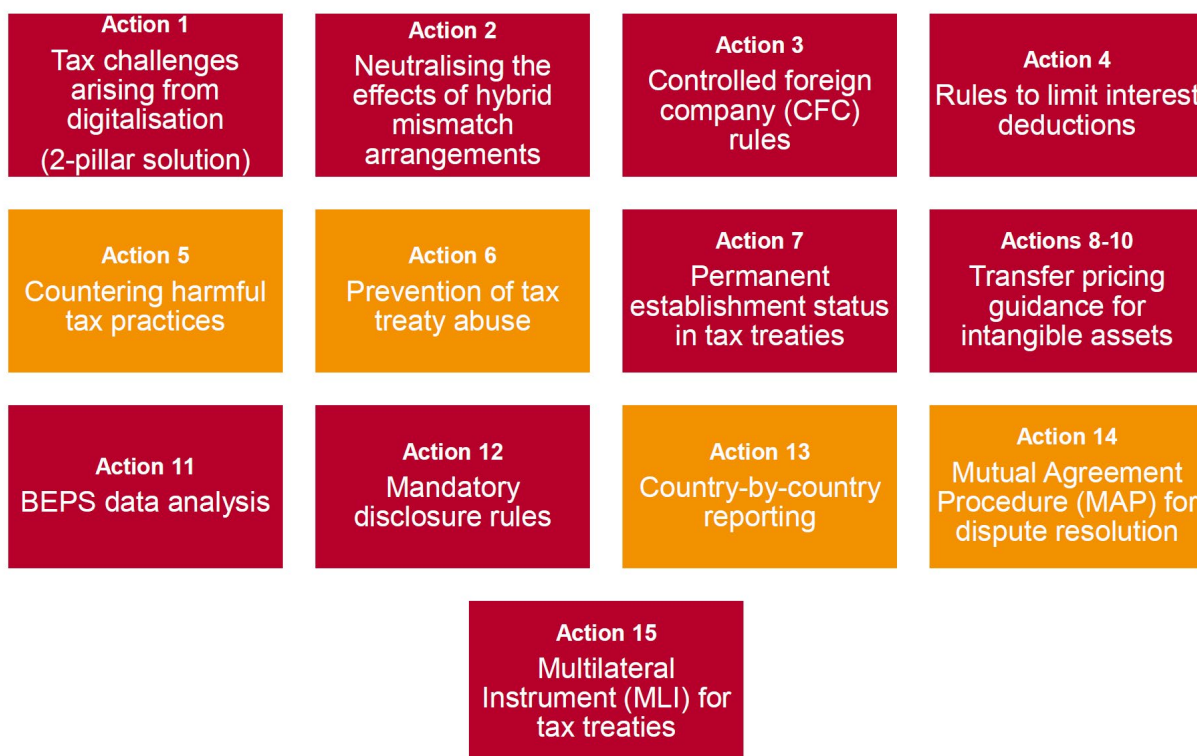 Action 1
Tax challenges
arising from
digitalisation
(2-pillar solution)
Action 2
Neutralising the
effects of hybrid
mismatch
arrangements
Action 3
Controlled foreign
company (CFC)
rules
Action 4
Rules to limit interest
deductions
Action 5
Countering harmful
tax practices
Action 6
Prevention of tax
treaty abuse
Action 7
Permanent
establishment status
in tax treaties
Actions 8-10
Transfer pricing
guidance for
intangible assets
Action 11
BEPS data analysis
Action 12
Mandatory
disclosure rules
Action 13
Country-by-country
reporting
Action 14
Mutual Agreement
Procedure (MAP) for
dispute resolution
Action 15
Multilateral
Instrument (MLI) for
tax treaties